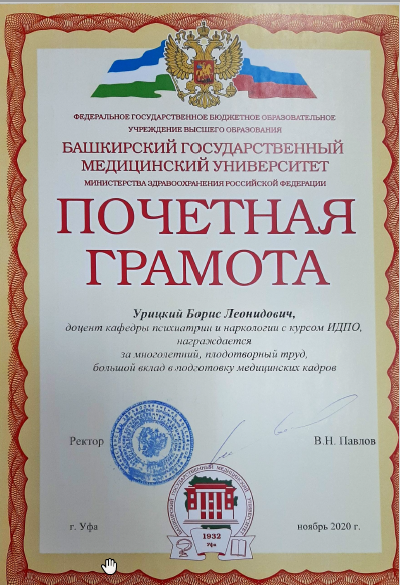 ФЕДЕРАЛЬНОЕ ГОСУДАРСТВЕННОЕ БЮДЖЕТНОЕ ОБРАЗОВАТЕЛЬНОЕ
УЧРЕЖДЕНИЕ ВЫСШЕГО ОБРАЗОВАНИЯ
БАШКИРСКИЙ ГОСУДАРСТВЕННЫЙ
МЕДИЦИНСКИЙ УНИВЕРСИТЕТ
МИНИСТЕРСТВА ЗДРАВООХРАНЕНИЯ РОССИЙСКОЙ ФЕДЕРАЦИИ
ПОЧЕТНАЯ
ГРАМОТА
Урицкий Борис Леонидович,
доцент кафедры психиатрии и наркологии с курсом ИДПО,
награждается
за многолетний, плодотворный труд,
большой вклад в подготовку медицинских кадров
Ректор
В.Н. Павлов
1932
Уфа
г. Уфа
ноябрь 2020 г.